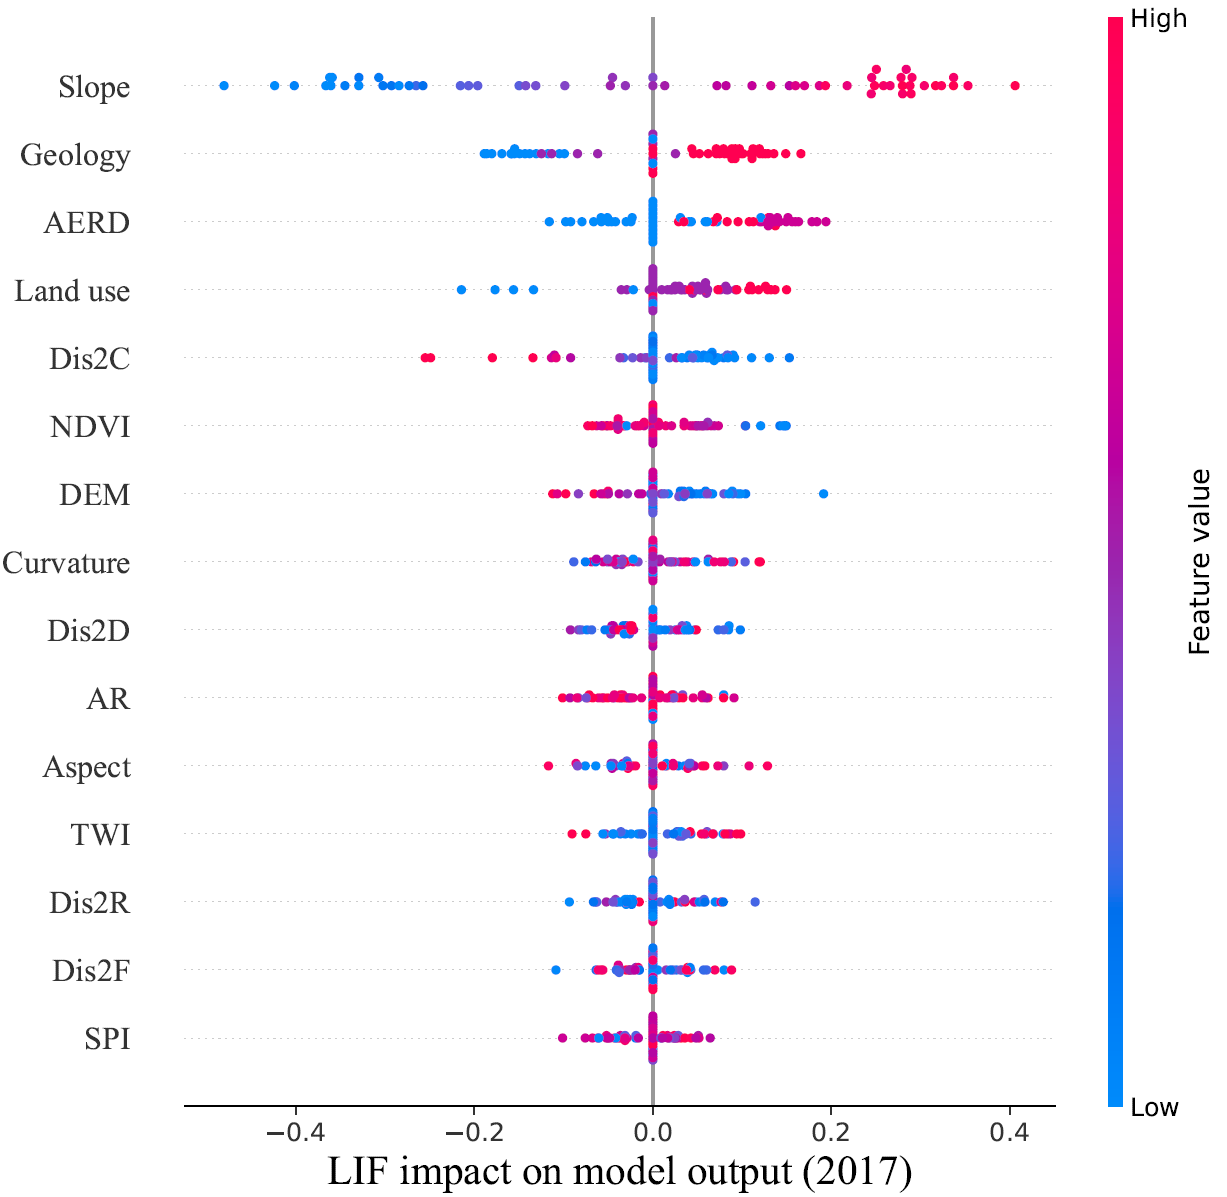 High
Slope
Geology
AERD
Land use
Dis2C
NDVI
DEM
Curvature
Dis2D
AR
Aspect
TWI
Dis2R
Dis2F
SPI
Feature value
Low
−0.4 −0.2 0.0 0.2 0.4
LIF impact on model output (2017)